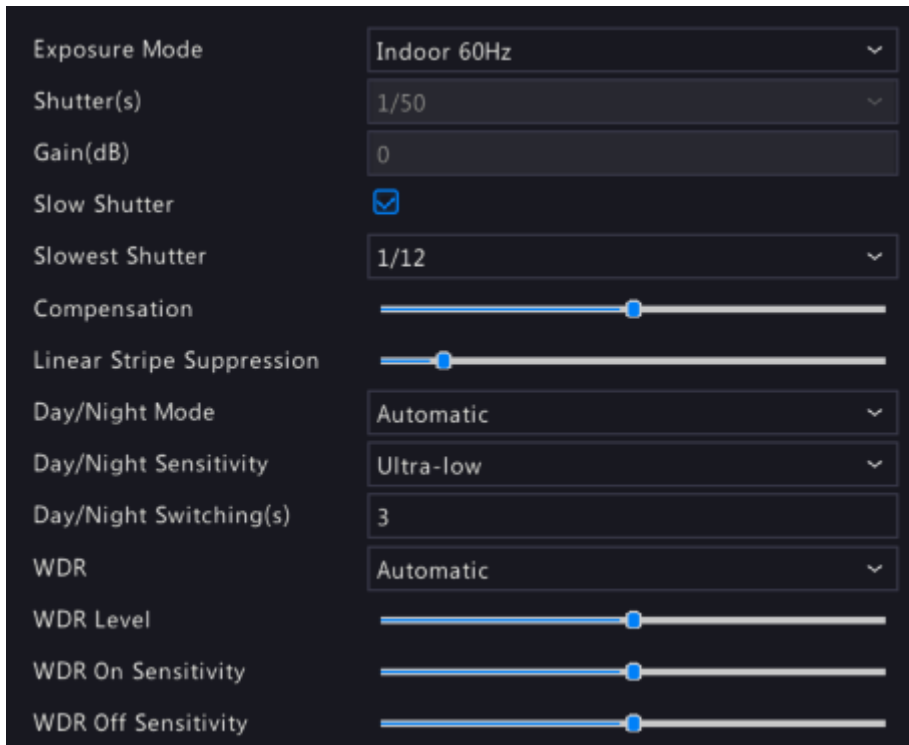 Exposure Mode Indoor 60Hz
Shutter(s) 1/50
Gain(dB) 0
Slow Shutter
Slowest Shutter 1/12
Compensation
Linear Stripe Suppression
Day/Night Mode Automatic
Day/Night Sensitivity Ultra-low
Day/Night Switching(s) 3
WDR Automatic
WDR Level
WDR On Sensitivity
WDR Off Sensitivity